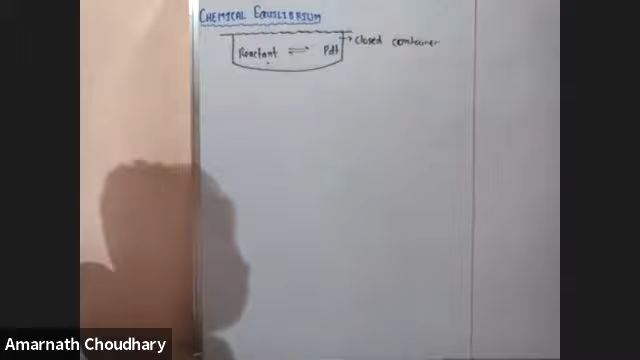 CHEMICAL EQUILIBRIUM
Reactant ⇌ Pdt → closed container
Amarnath Choudhary